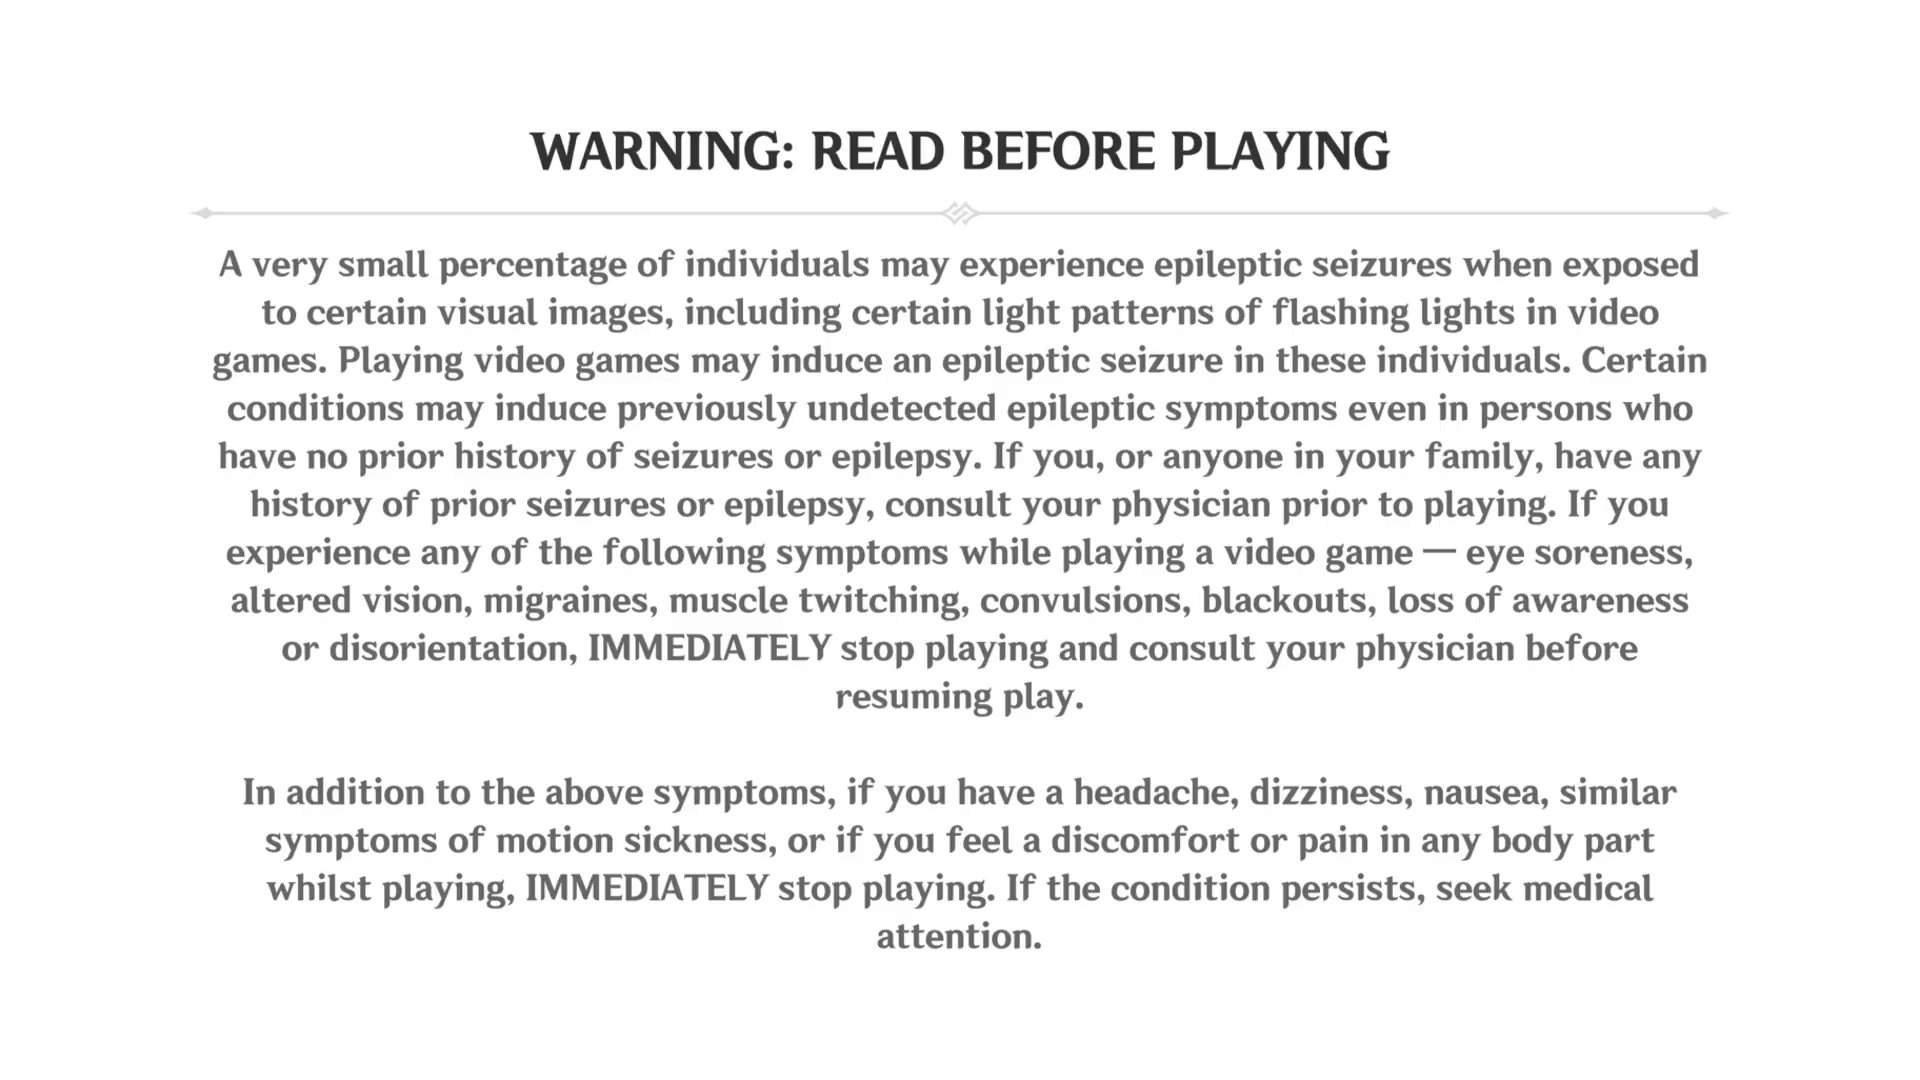 WARNING: READ BEFORE PLAYING
A very small percentage of individuals may experience epileptic seizures when exposed
to certain visual images, including certain light patterns of flashing lights in video
games. Playing video games may induce an epileptic seizure in these individuals. Certain
conditions may induce previously undetected epileptic symptoms even in persons who
have no prior history of seizures or epilepsy. If you, or anyone in your family, have any
history of prior seizures or epilepsy, consult your physician prior to playing. If you
experience any of the following symptoms while playing a video game — eye soreness,
altered vision, migraines, muscle twitching, convulsions, blackouts, loss of awareness
or disorientation, IMMEDIATELY stop playing and consult your physician before
resuming play.
In addition to the above symptoms, if you have a headache, dizziness, nausea, similar
symptoms of motion sickness, or if you feel a discomfort or pain in any body part
whilst playing, IMMEDIATELY stop playing. If the condition persists, seek medical
attention.